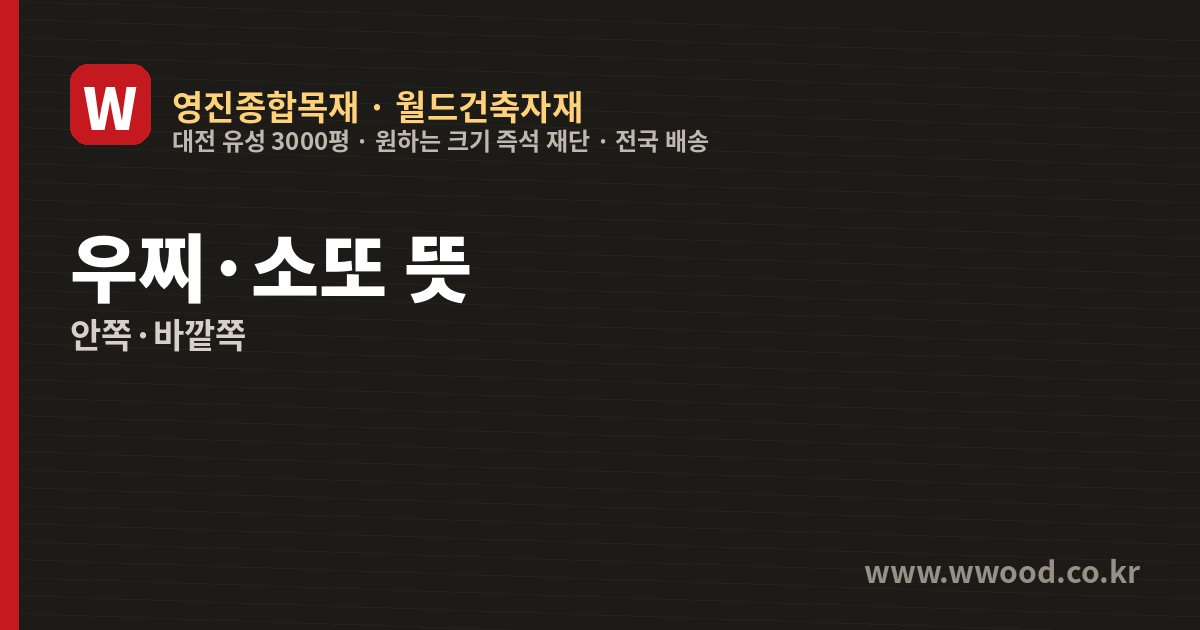 W
영진종합목재 · 월드건축자재
대전 유성 3000평 · 원하는 크기 즉석 재단 · 전국 배송
우찌·소또 뜻
안쪽·바깥쪽
www.wwood.co.kr